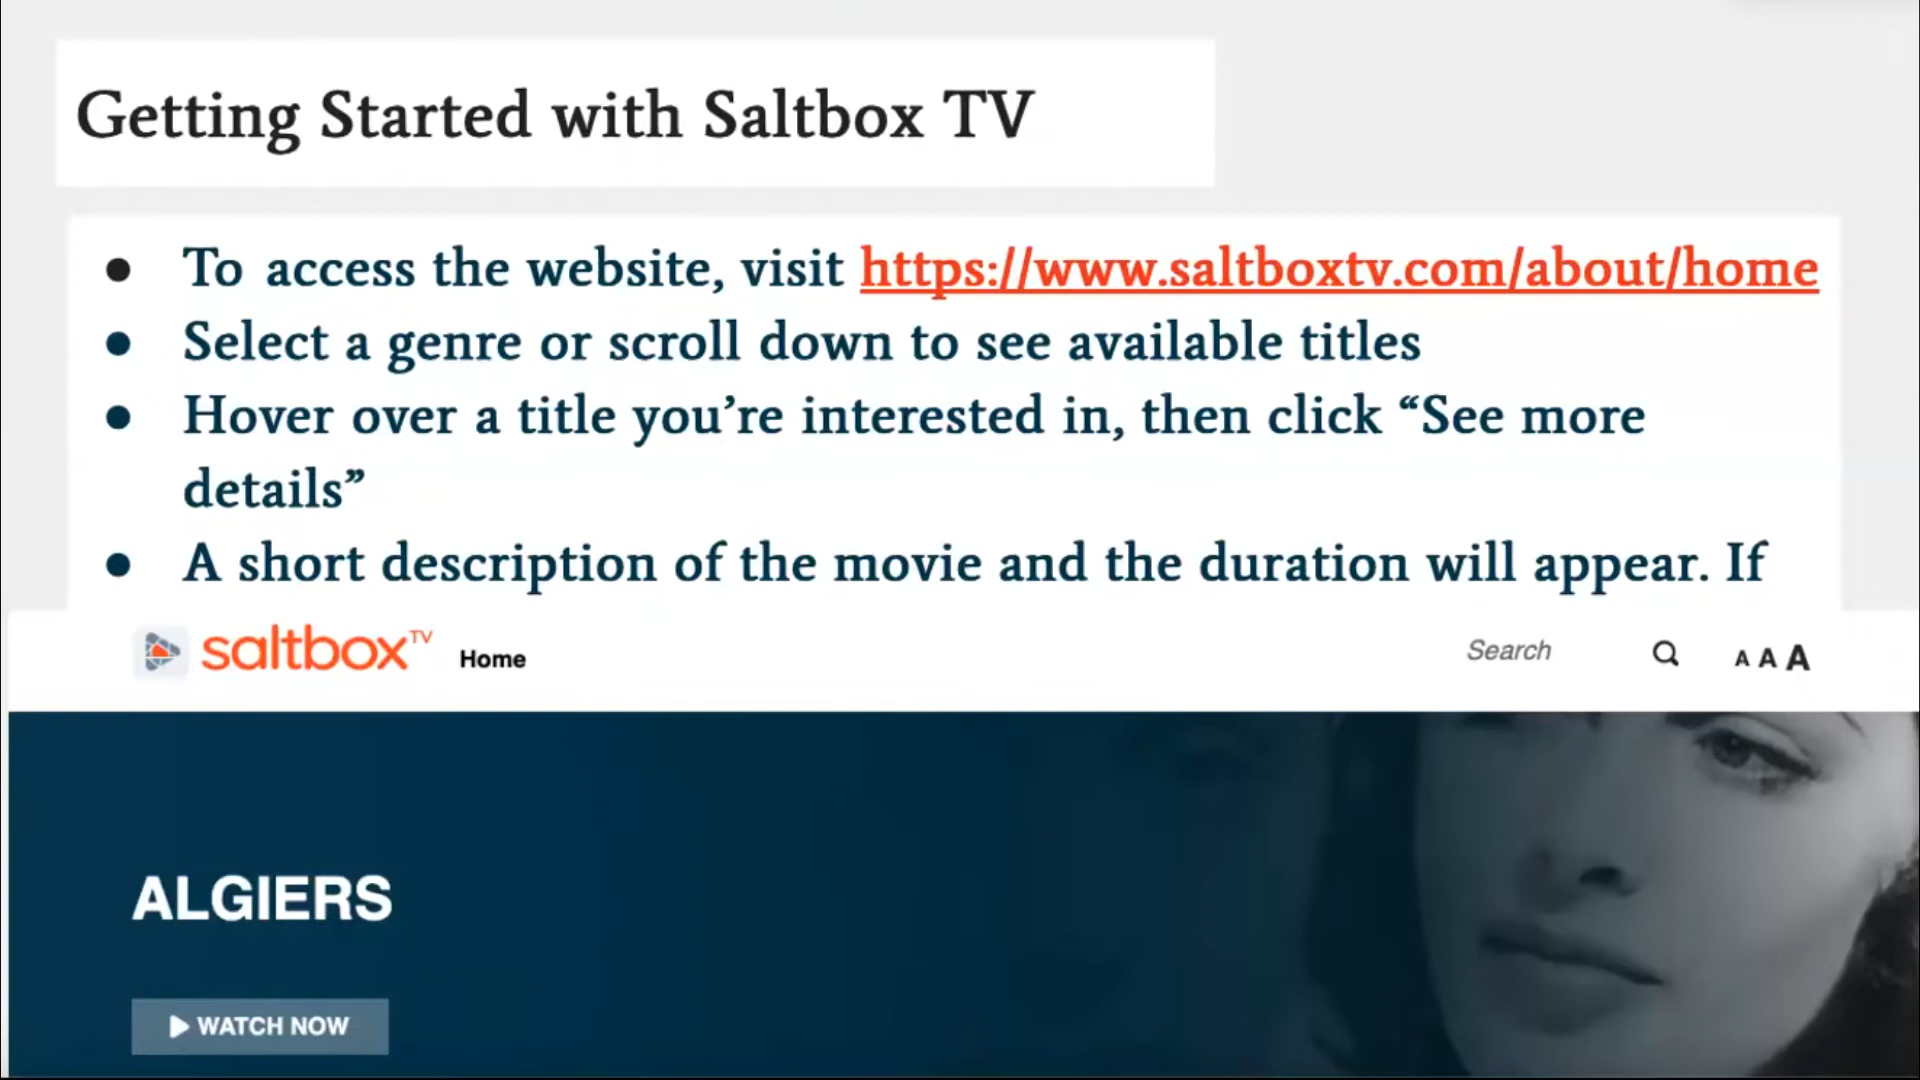 Getting Started with Saltbox TV
● To access the website, visit https://www.saltboxtv.com/about/home
● Select a genre or scroll down to see available titles
● Hover over a title you’re interested in, then click “See more
details”
● A short description of the movie and the duration will appear. If
saltbox TV Home Search A A A
ALGIERS
WATCH NOW